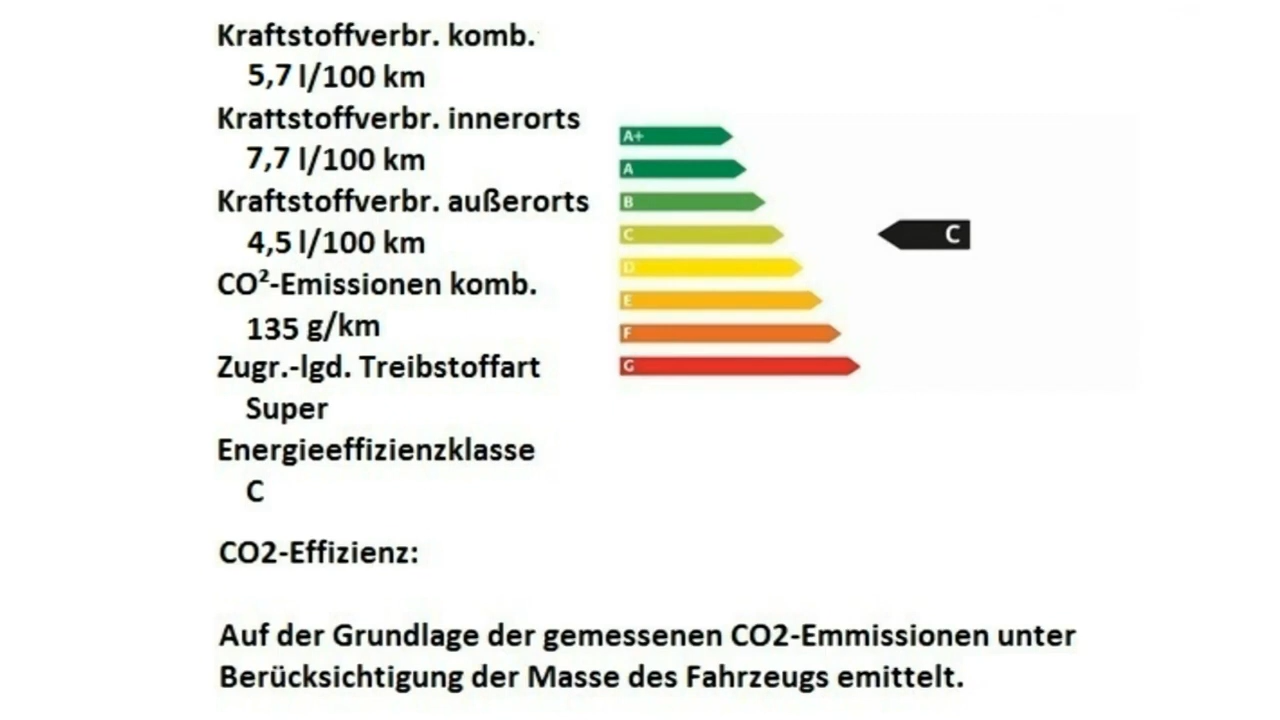 Kraftstoffverbr. komb.
5,7 l/100 km
Krattstoffverbr. innerorts
7,7 l/100 km
Kraftstoffverbr. außerorts
4,5 l/100 km
CO²-Emissionen komb.
135 g/km
Zugr.-lgd. Treibstoffart
Super
Energieeffizienzklasse
C
A+
A
B
C
C
D
E
F
G
CO2-Effizienz:
Auf der Grundlage der gemessenen CO2-Emmissionen unter
Berücksichtigung der Masse des Fahrzeugs emittelt.